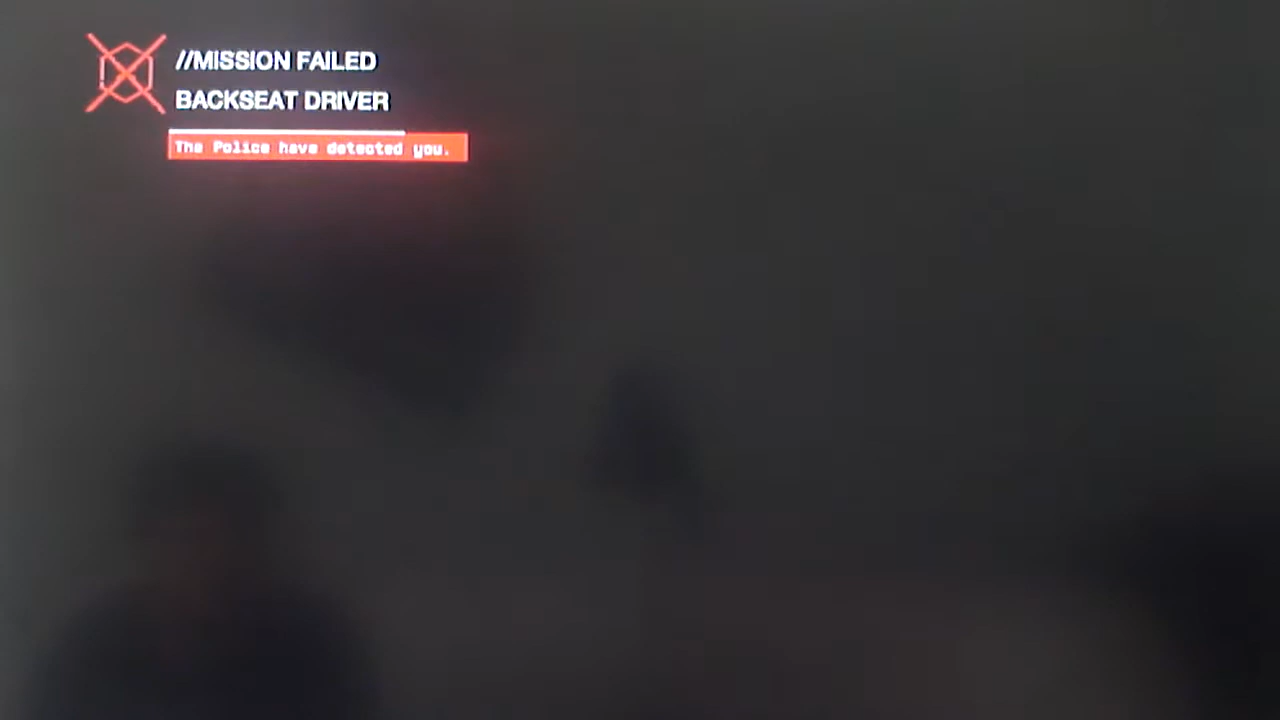 //MISSION FAILED
BACKSEAT DRIVER
The Police have detected you.